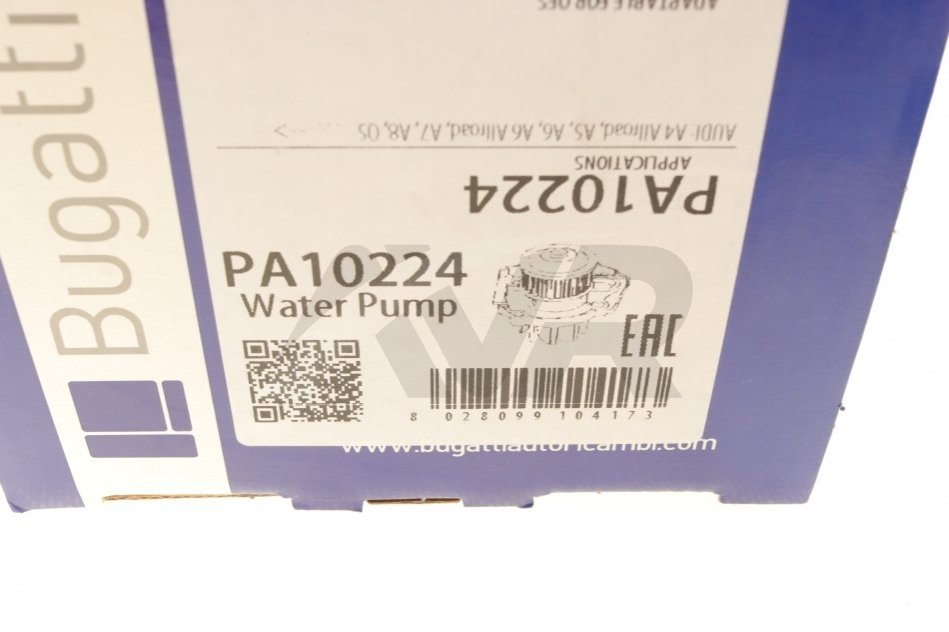 Bugatti
ADAPTABLE FOR OES
AUDI: A4 Allroad, A5, A6, A6 Allroad, A7, A8, Q5 ... ... -->
APPLICATIONS
PA10224
PA10224
Water Pump
VR
EAC
8 028099 104173
www.bugattiautoricambi.com